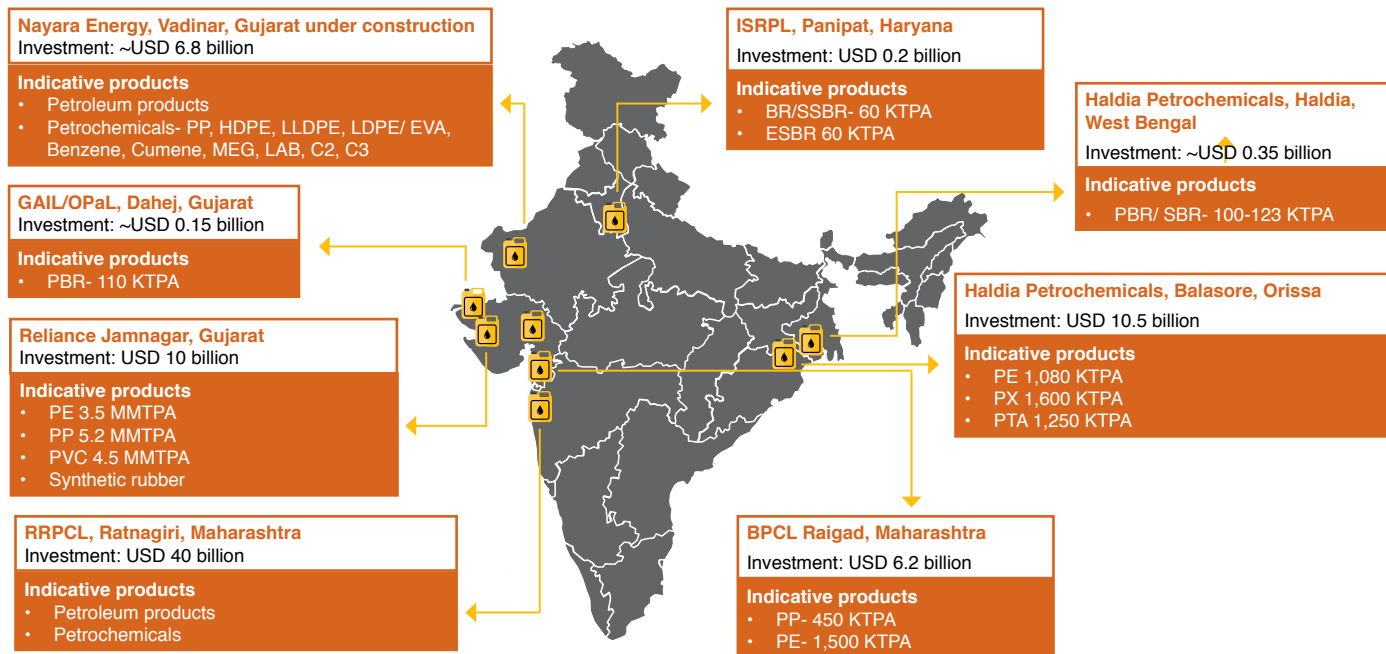 Nayara Energy, Vadinar, Gujarat under construction
Investment: ~USD 6.8 billion
Indicative products
• Petroleum products
• Petrochemicals- PP, HDPE, LLDPE, LDPE/ EVA,
Benzene, Cumene, MEG, LAB, C2, C3
GAIL/OPaL, Dahej, Gujarat
Investment: ~USD 0.15 billion
Indicative products
• PBR- 110 KTPA
Reliance Jamnagar, Gujarat
Investment: USD 10 billion
Indicative products
• PE 3.5 MMTPA
• PP 5.2 MMTPA
• PVC 4.5 MMTPA
• Synthetic rubber
RRPCL, Ratnagiri, Maharashtra
Investment: USD 40 billion
Indicative products
• Petroleum products
• Petrochemicals
ISRPL, Panipat, Haryana
Investment: USD 0.2 billion
Indicative products
• BR/SSBR- 60 KTPA
• ESBR 60 KTPA
Haldia Petrochemicals, Haldia,
West Bengal
Investment: ~USD 0.35 billion
Indicative products
• PBR/ SBR- 100-123 KTPA
Haldia Petrochemicals, Balasore, Orissa
Investment: USD 10.5 billion
Indicative products
• PE 1,080 KTPA
• PX 1,600 KTPA
• PTA 1,250 KTPA
BPCL Raigad, Maharashtra
Investment: USD 6.2 billion
Indicative products
• PP- 450 KTPA
• PE- 1,500 KTPA